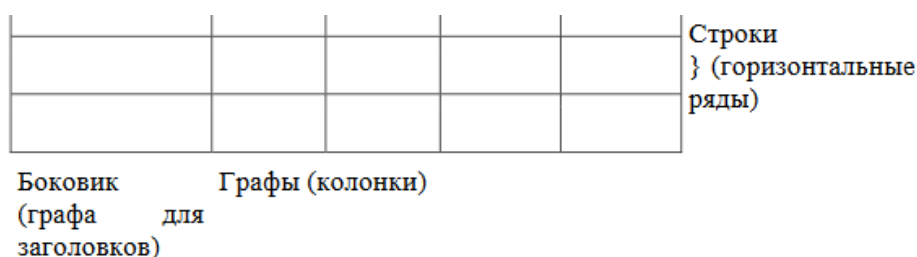 Строки
} (горизонтальные
ряды)
Боковик Графы (колонки)
(графа для
заголовков)